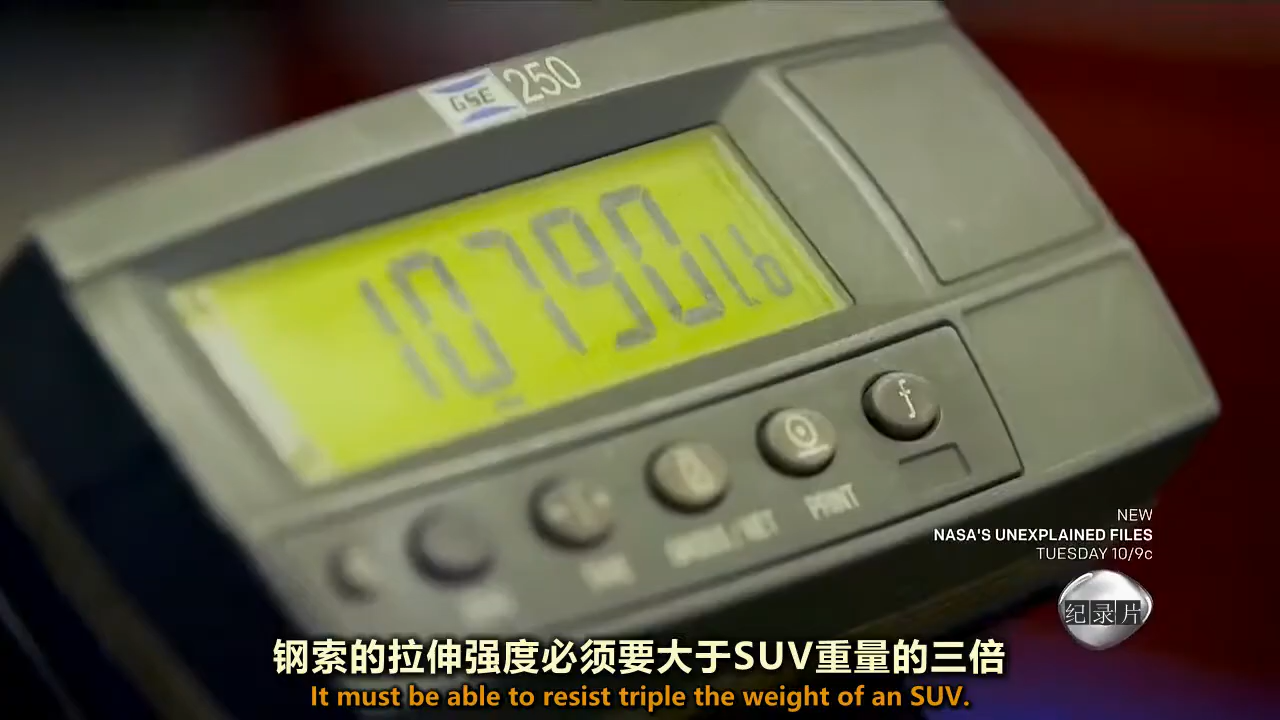 GSE 250
10790 lb
f
PRINT
NEW
NASA'S UNEXPLAINED FILES
TUESDAY 10/9c
纪录片
钢索的拉伸强度必须要大于SUV重量的三倍
It must be able to resist triple the weight of an SUV.